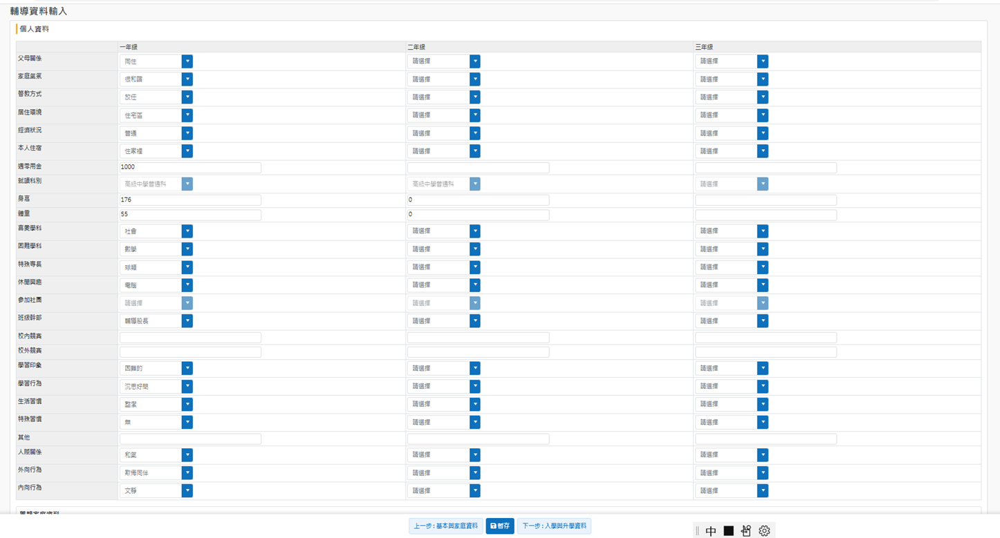 輔導資料輸入
個人資料
一年級 二年級 三年級
父母關係 同住 請選擇 請選擇
家庭氣氛 很和諧 請選擇 請選擇
管教方式 放任 請選擇 請選擇
居住環境 住宅區 請選擇 請選擇
經濟狀況 普通 請選擇 請選擇
本人住宿 住家裡 請選擇 請選擇
週零用金 1000
就讀科別 高級中學普通科 高級中學普通科 請選擇
身高 176 0
體重 55 0
喜愛學科 社會 請選擇 請選擇
困難學科 數學 請選擇 請選擇
特殊專長 球類 請選擇 請選擇
休閒興趣 電腦 請選擇 請選擇
參加社團 請選擇 請選擇 請選擇
班級幹部 輔導股長 請選擇 請選擇
校內競賽
校外競賽
學習印象 困難的 請選擇 請選擇
學習行為 沉思好問 請選擇 請選擇
生活習慣 整潔 請選擇 請選擇
特殊習慣 無 請選擇 請選擇
其他
人際關係 和氣 請選擇 請選擇
外向行為 欺侮同伴 請選擇 請選擇
內向行為 文靜 請選擇 請選擇
上一步:基本與家庭資料 暫存 下一步:入學與升學資料
中